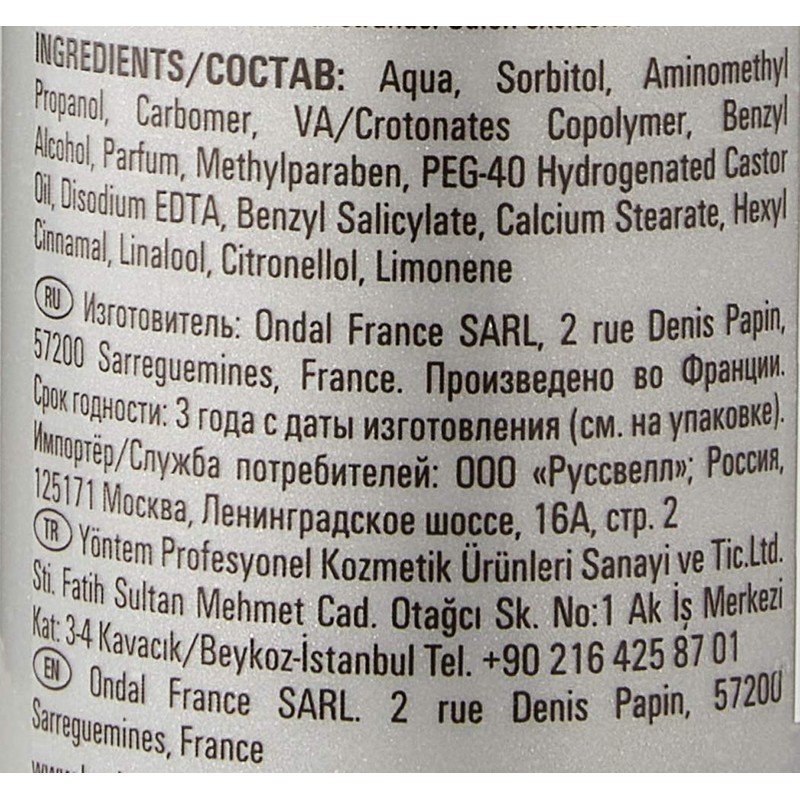 INGREDIENTS/СОСТАВ: Aqua, Sorbitol, Aminomethyl
Propanol, Carbomer, VA/Crotonates Copolymer, Benzyl
Alcohol, Parfum, Methylparaben, PEG-40 Hydrogenated Castor
Oil, Disodium EDTA, Benzyl Salicylate, Calcium Stearate, Hexyl
Cinnamal, Linalool, Citronellol, Limonene
RU Изготовитель: Ondal France SARL, 2 rue Denis Papin,
57200 Sarreguemines, France. Произведено во Франции.
Срок годности: 3 года с даты изготовления (см. на упаковке).
Импортёр/Служба потребителей: ООО «Руссвелл»; Россия,
125171 Москва, Ленинградское шоссе, 16А, стр. 2
TR Yöntem Profesyonel Kozmetik Ürünleri Sanayi ve Tic.Ltd.
Sti. Fatih Sultan Mehmet Cad. Otağcı Sk. No:1 Ak İş Merkezi
Kat: 3-4 Kavacık/Beykoz-İstanbul Tel. +90 216 425 87 01
EN Ondal France SARL. 2 rue Denis Papin, 57200
Sarreguemines, France